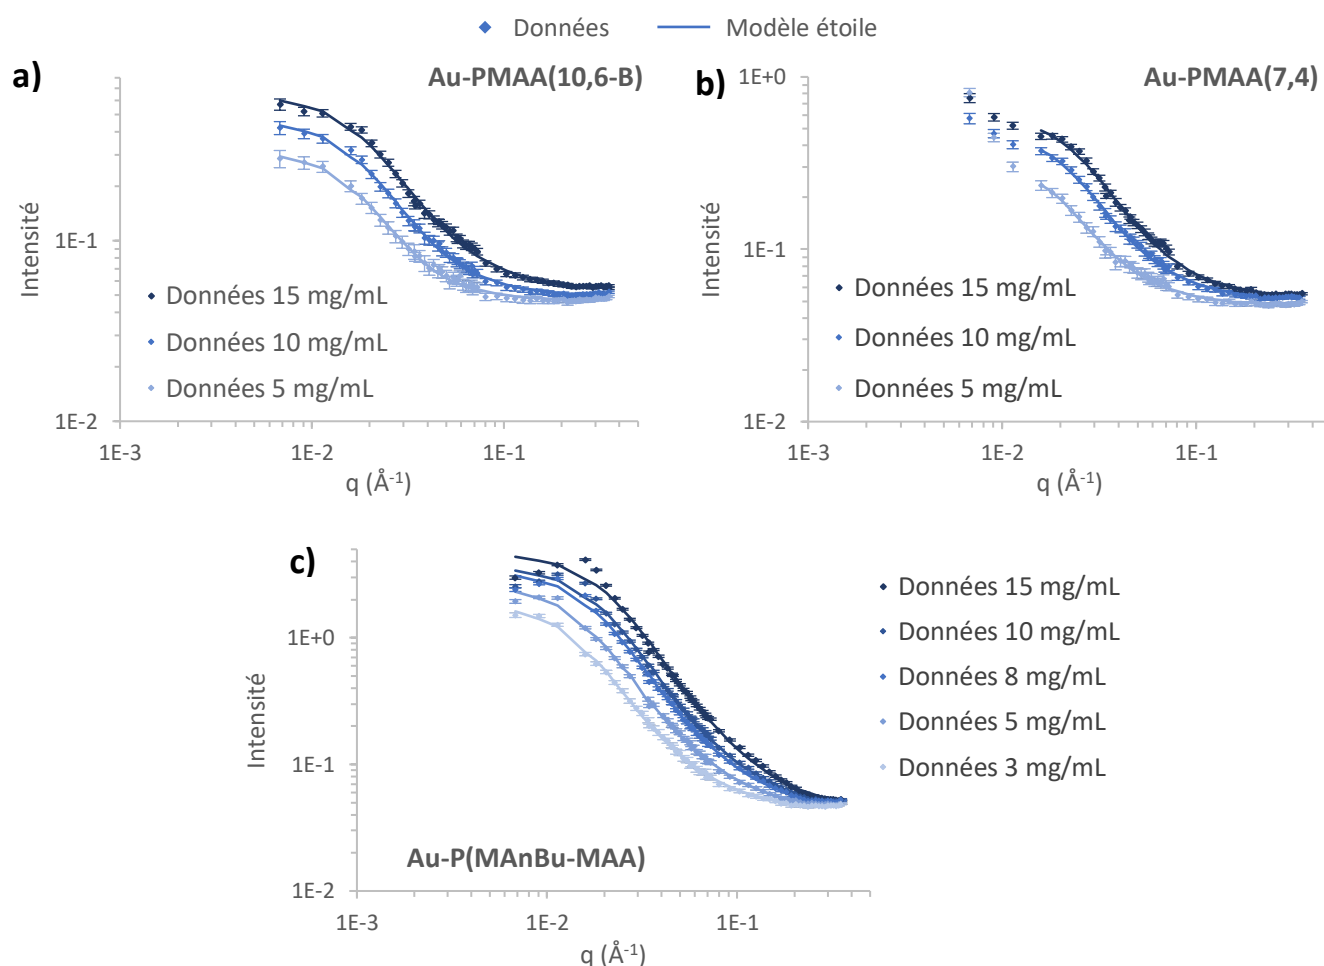 Données Modèle étoile
a)
Au-PMAA(10,6-B)
Intensité
1E-1
1E-2
Données 15 mg/mL
Données 10 mg/mL
Données 5 mg/mL
1E-3 1E-2 1E-1
q (Å⁻¹)
b)
Au-PMAA(7,4)
1E+0
Intensité
1E-1
1E-2
Données 15 mg/mL
Données 10 mg/mL
Données 5 mg/mL
1E-3 1E-2 1E-1
q (Å⁻¹)
c)
Intensité
1E+0
1E-1
1E-2
Au-P(MAnBu-MAA)
1E-3 1E-2 1E-1
q (Å⁻¹)
Données 15 mg/mL
Données 10 mg/mL
Données 8 mg/mL
Données 5 mg/mL
Données 3 mg/mL